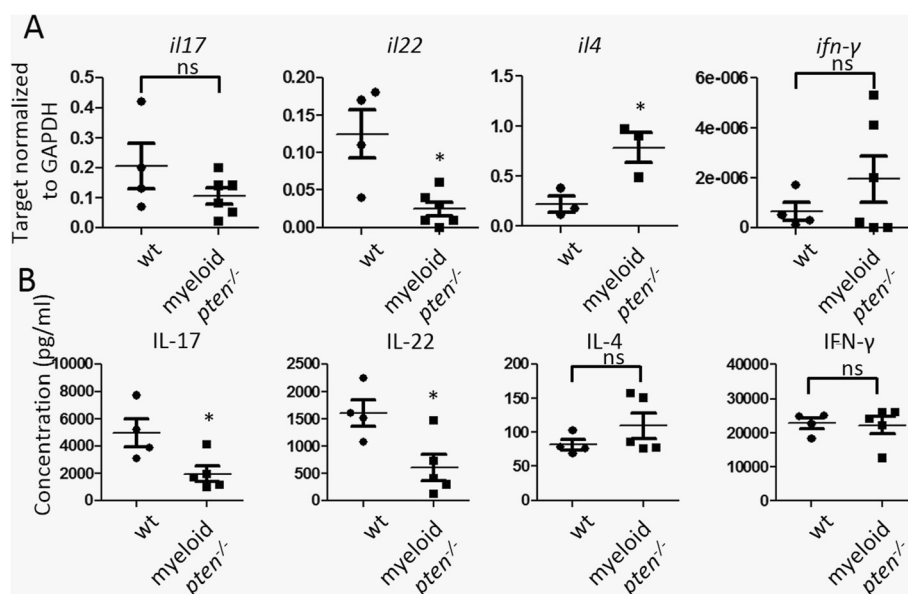 A
il17
il22
il4
ifn-γ
Target normalized
to GAPDH
0.5
0.4
0.3
0.2
0.1
0.0
ns
wt
myeloid
pten-/-
0.20
0.15
0.10
0.05
0.00
*
wt
myeloid
pten-/-
1.5
1.0
0.5
0.0
*
wt
myeloid
pten-/-
6e-006
4e-006
2e-006
0
ns
wt
myeloid
pten-/-
B
IL-17
IL-22
IL-4
IFN-γ
Concentration (pg/ml)
10000
8000
6000
4000
2000
0
*
wt
myeloid
pten-/-
2500
2000
1500
1000
500
0
*
wt
myeloid
pten-/-
200
150
100
50
0
ns
wt
myeloid
pten-/-
40000
30000
20000
10000
0
ns
wt
myeloid
pten-/-